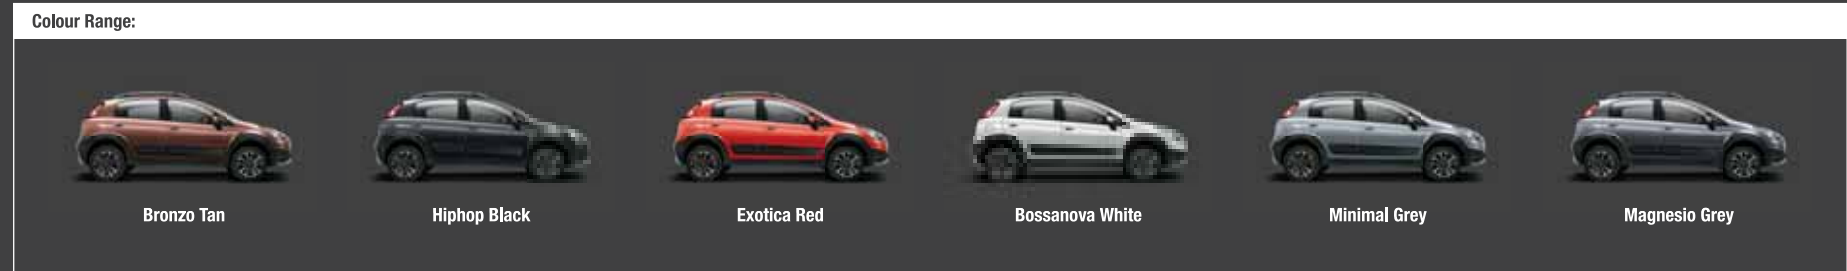 Colour Range:
Bronzo Tan
Hiphop Black
Exotica Red
Bossanova White
Minimal Grey
Magnesio Grey